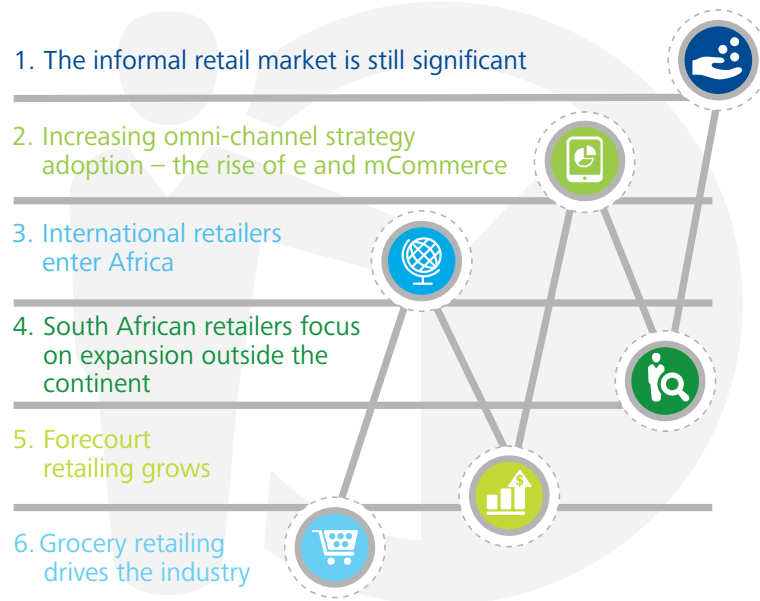 1. The informal retail market is still significant
2. Increasing omni-channel strategy
adoption – the rise of e and mCommerce
3. International retailers
enter Africa
4. South African retailers focus
on expansion outside the
continent
5. Forecourt
retailing grows
$
6. Grocery retailing
drives the industry